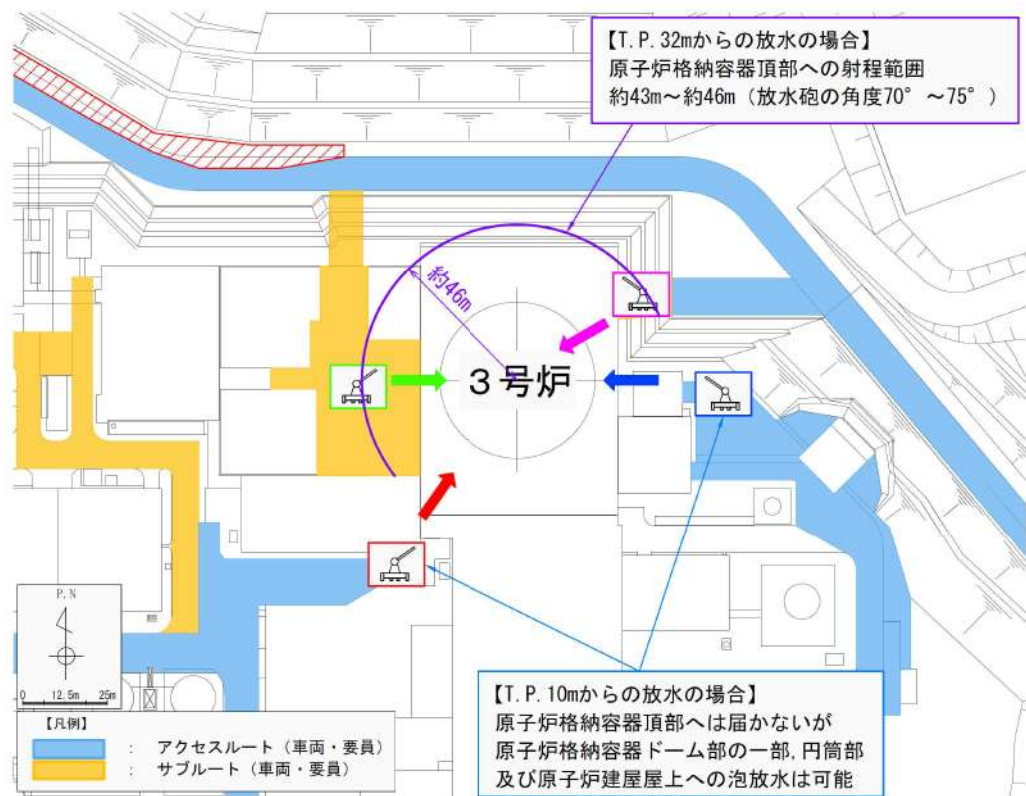 【T.P.32mからの放水の場合】
原子炉格納容器頂部への射程範囲
約43m～約46m（放水砲の角度70°～75°）
約46m
3号炉
P.N
0 12.5m 25m
【凡例】
： アクセスルート（車両・要員）
： サブルート（車両・要員）
【T.P.10mからの放水の場合】
原子炉格納容器頂部へは届かないが
原子炉格納容器ドーム部の一部,円筒部
及び原子炉建屋屋上への泡放水は可能